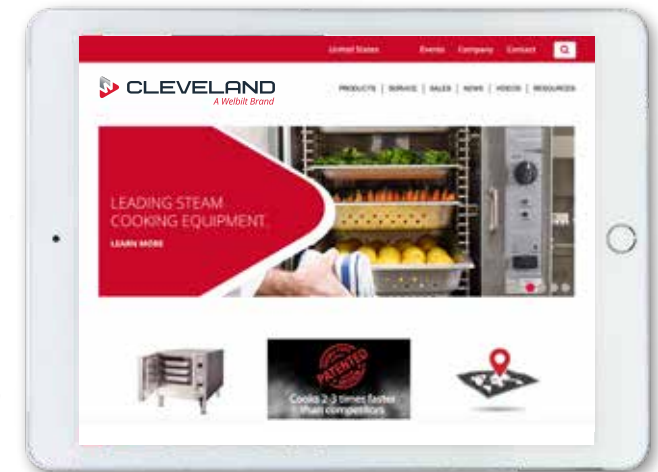 United States Events Company Contact
CLEVELAND
A Welbilt Brand
PRODUCTS | SERVICE | SALES | NEWS | VIDEOS | RESOURCES
LEADING STEAM
COOKING EQUIPMENT.
LEARN MORE
PATENTED
Cooks 2-3 times faster
than competitors